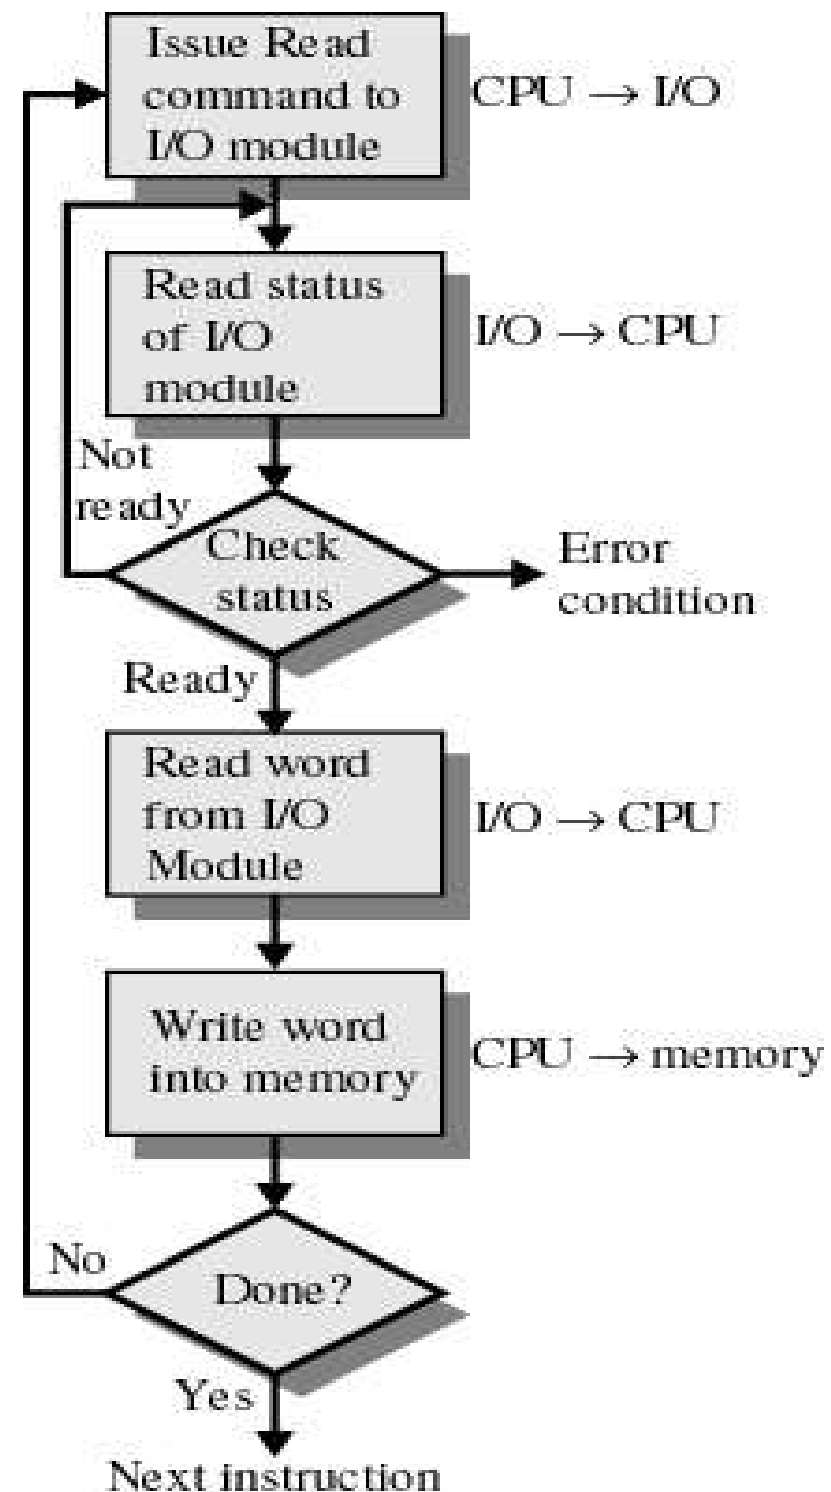 Issue Read
command to
I/O module
CPU → I/O
Read status
of I/O
module
I/O → CPU
Not
ready
Check
status
Error
condition
Ready
Read word
from I/O
Module
I/O → CPU
Write word
into memory
CPU → memory
No
Done?
Yes
Next instruction